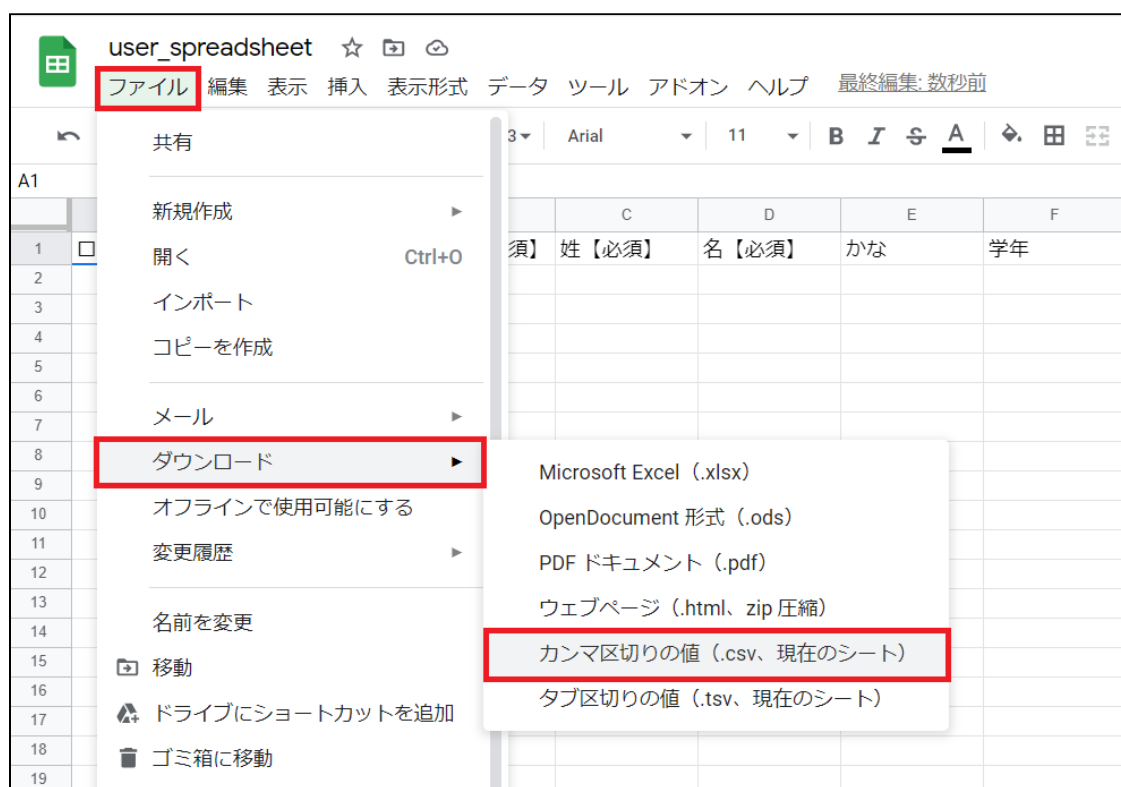 user_spreadsheet
ファイル 編集 表示 挿入 表示形式 データ ツール アドオン ヘルプ 最終編集: 数秒前
共有
3 Arial 11 B I S A
A1
新規作成
C D E F
1 ロ 須】 姓【必須】 名【必須】 かな 学年
開く Ctrl+O
2
インポート
3
コピーを作成
4
5
6
メール
7
ダウンロード
8
Microsoft Excel（.xlsx）
9
オフラインで使用可能にする
10
OpenDocument 形式（.ods）
11
変更履歴
PDF ドキュメント（.pdf）
12
13
ウェブページ（.html、zip 圧縮）
名前を変更
14
カンマ区切りの値（.csv、現在のシート）
15
移動
16
タブ区切りの値（.tsv、現在のシート）
ドライブにショートカットを追加
17
18
ゴミ箱に移動
19